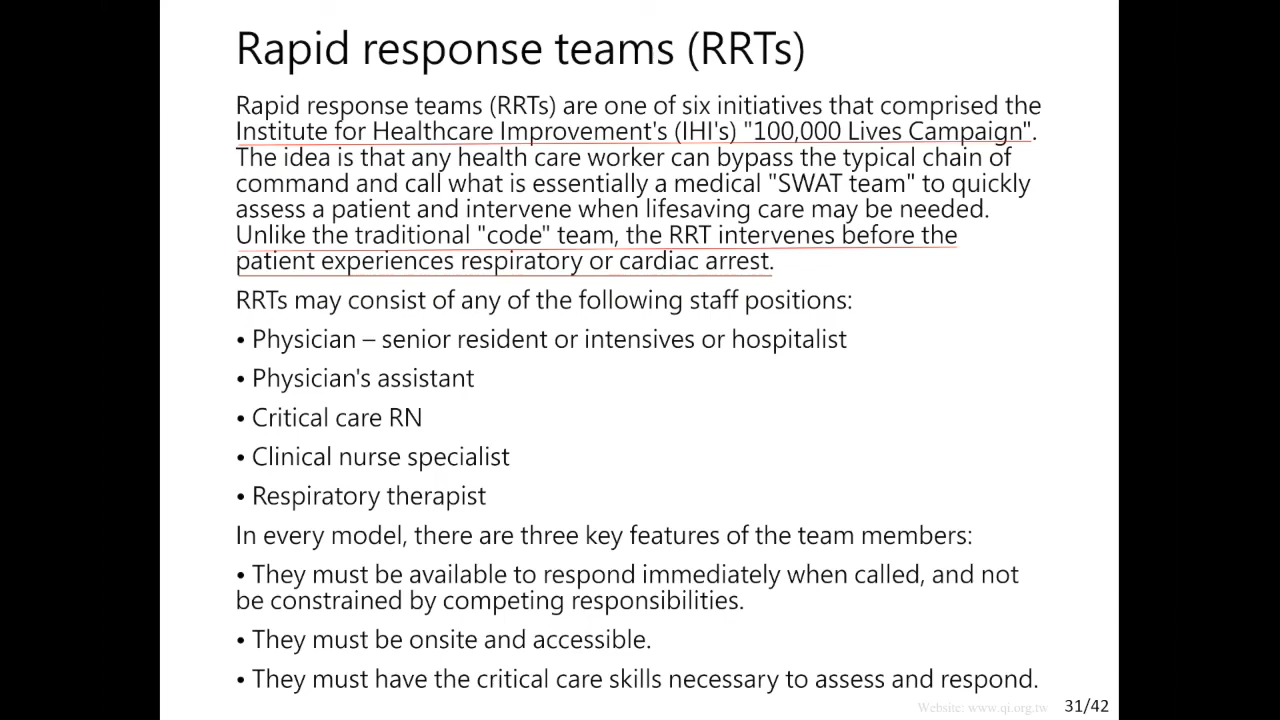 Rapid response teams (RRTs)
Rapid response teams (RRTs) are one of six initiatives that comprised the
Institute for Healthcare Improvement's (IHI's) "100,000 Lives Campaign".
The idea is that any health care worker can bypass the typical chain of
command and call what is essentially a medical "SWAT team" to quickly
assess a patient and intervene when lifesaving care may be needed.
Unlike the traditional "code" team, the RRT intervenes before the
patient experiences respiratory or cardiac arrest.
RRTs may consist of any of the following staff positions:
• Physician – senior resident or intensives or hospitalist
• Physician's assistant
• Critical care RN
• Clinical nurse specialist
• Respiratory therapist
In every model, there are three key features of the team members:
• They must be available to respond immediately when called, and not
be constrained by competing responsibilities.
• They must be onsite and accessible.
• They must have the critical care skills necessary to assess and respond.
Website: www.qi.org.tw
31/42